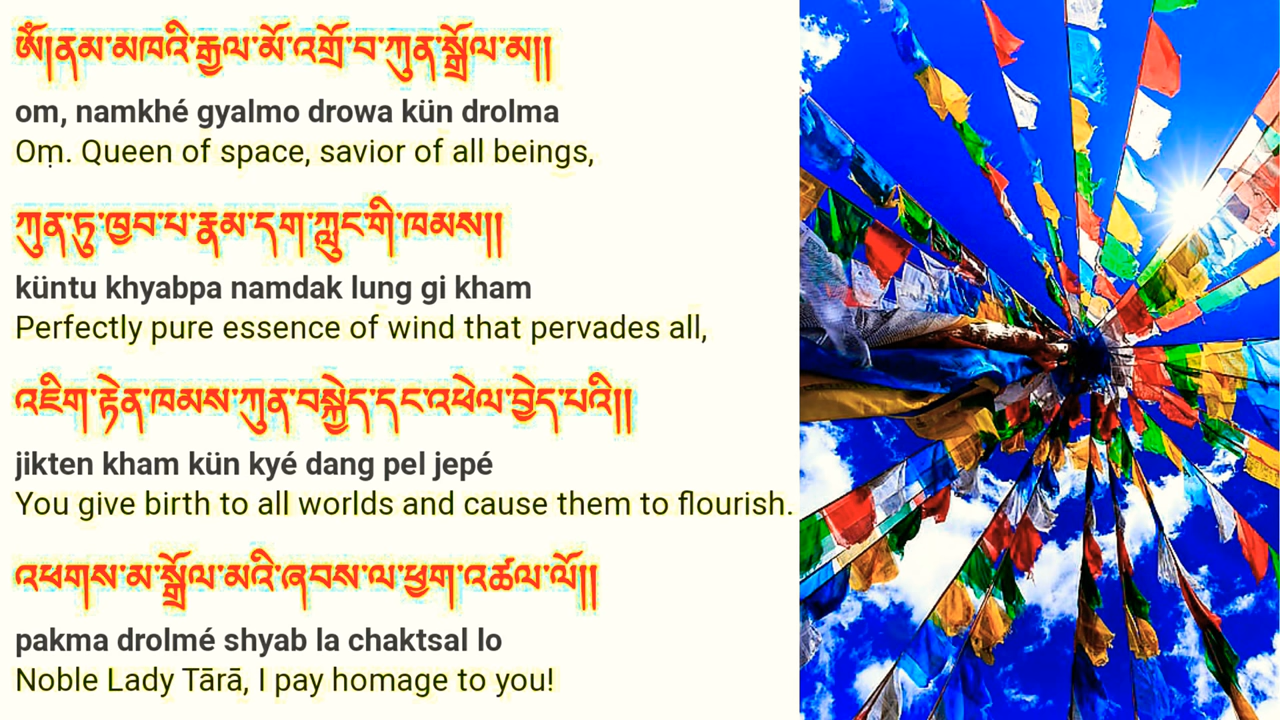 ༀ།ནམ་མཁའི་རྒྱལ་མོ་འགྲོ་བ་ཀུན་སྒྲོལ་མ།།
om, namkhé gyalmo drowa kün drolma
Oṃ. Queen of space, savior of all beings,
ཀུན་ཏུ་ཁྱབ་པ་རྣམ་དག་ཀླུང་གི་ཁམས།།
küntu khyabpa namdak lung gi kham
Perfectly pure essence of wind that pervades all,
འཇིག་རྟེན་ཁམས་ཀུན་བསྐྱེད་དང་འཕེལ་བྱེད་པའི།།
jikten kham kün kyé dang pel jepé
You give birth to all worlds and cause them to flourish.
འཕགས་མ་སྒྲོལ་མའི་ཞབས་ལ་ཕྱག་འཚལ་ལོ།།
pakma drolmé shyab la chaktsal lo
Noble Lady Tārā, I pay homage to you!